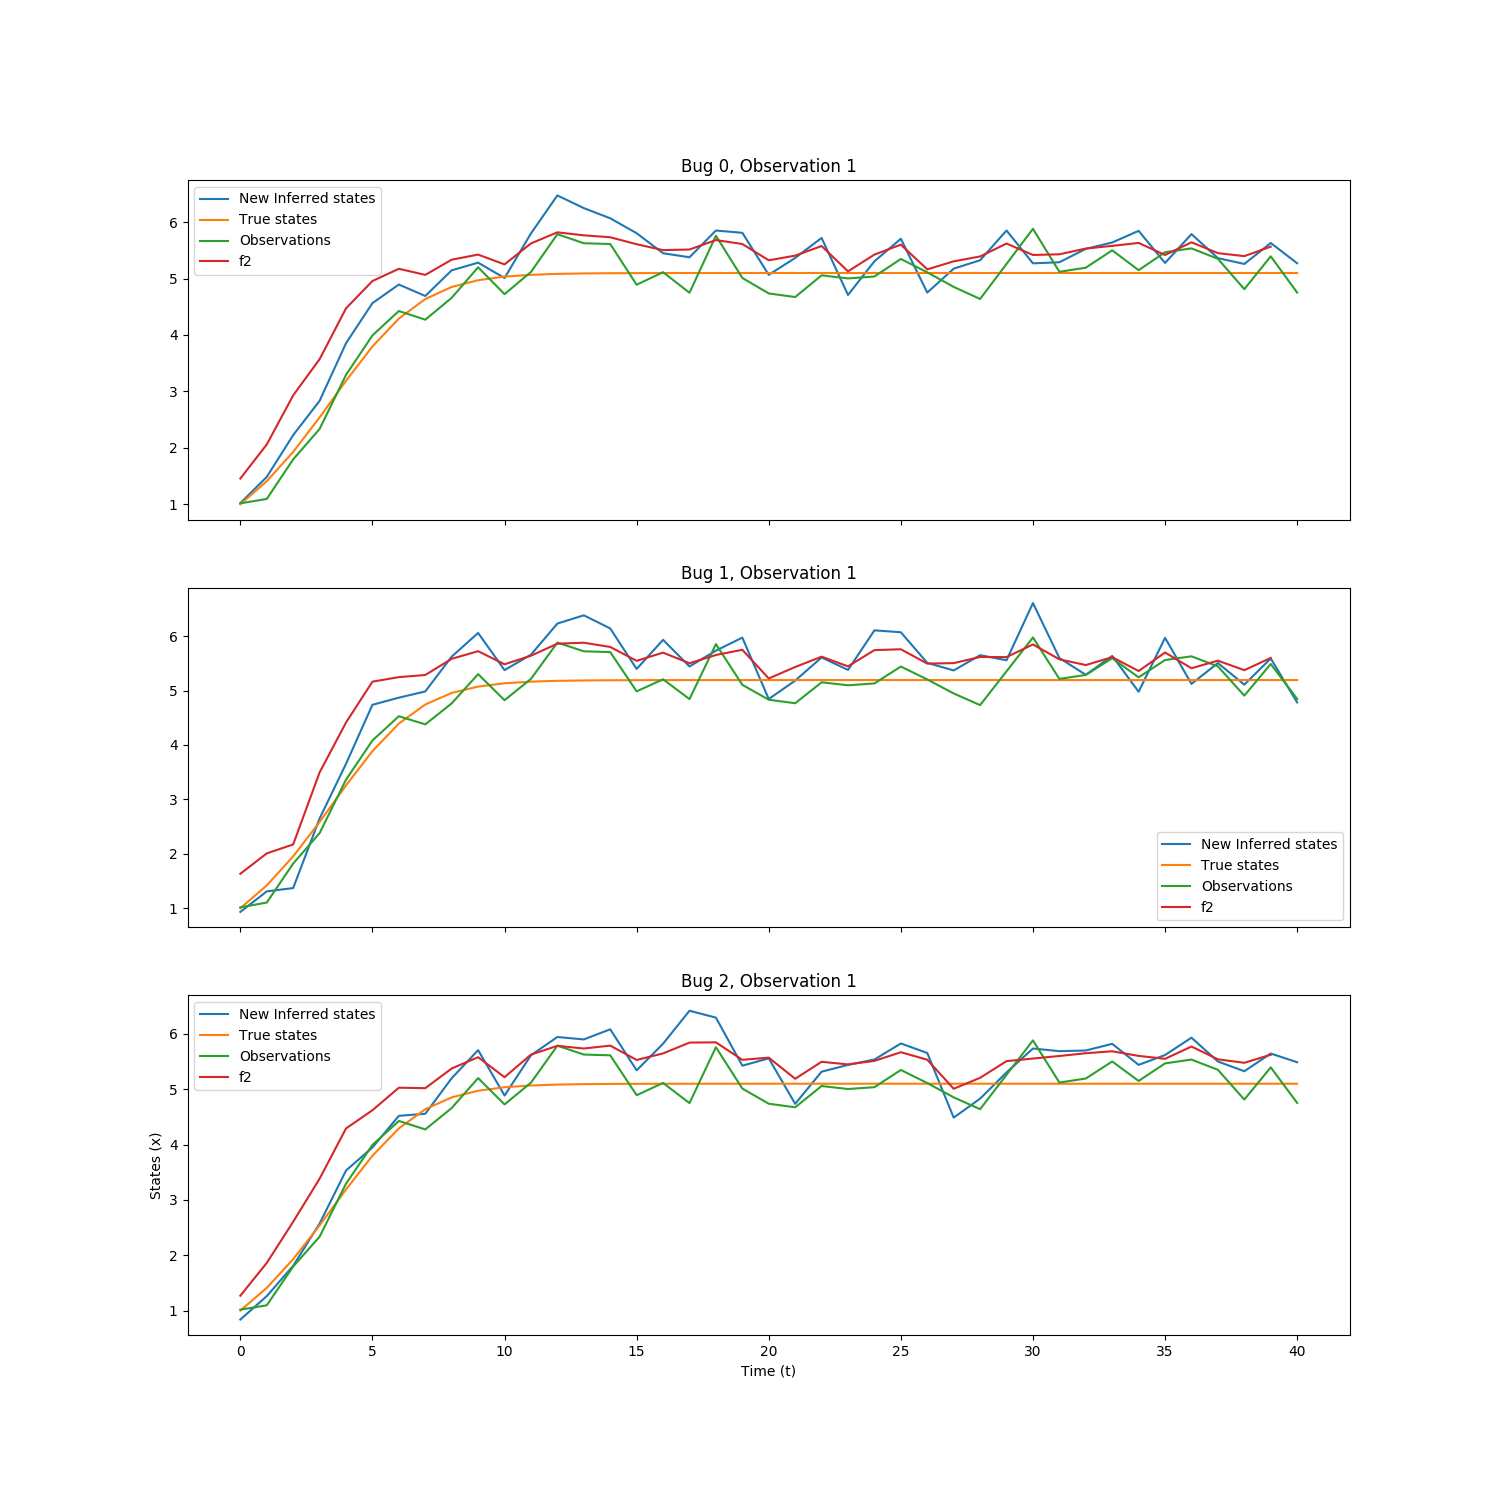 Bug 0, Observation 1
New Inferred states
True states
Observations
f2
6
5
4
3
2
1
Bug 1, Observation 1
6
5
4
3
2
1
New Inferred states
True states
Observations
f2
Bug 2, Observation 1
New Inferred states
True states
Observations
f2
6
5
4
3
2
1
States (x)
0 5 10 15 20 25 30 35 40
Time (t)